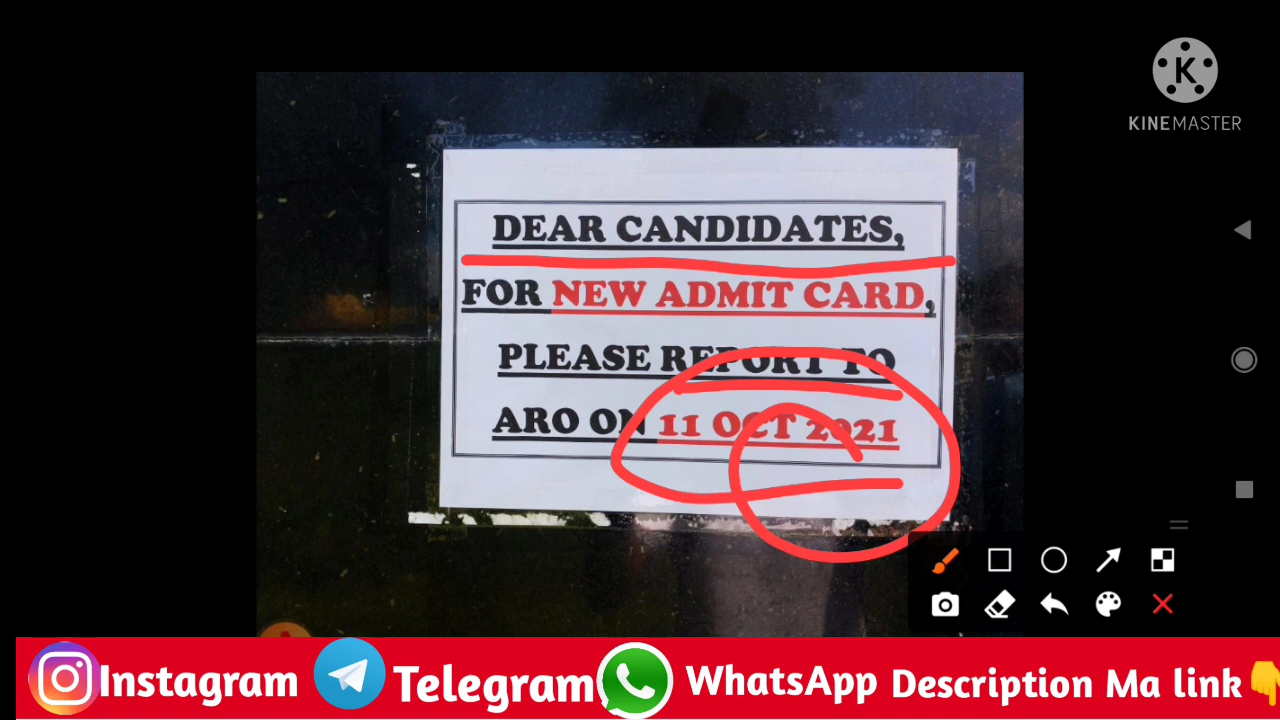 K
KINEMASTER
DEAR CANDIDATES,
FOR NEW ADMIT CARD,
PLEASE REPORT TO
ARO ON 11 OCT 2021
Instagram Telegram WhatsApp Description Ma link